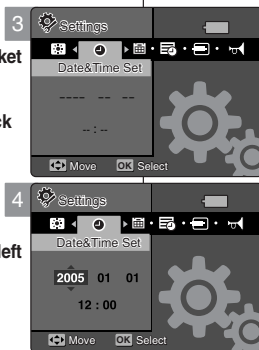 3 Settings
ket
Date&Time Set
---- -- --
ck
-- : --
Move OK Select
4 Settings
left
Date&Time Set
2005 01 01
12 : 00
Move OK Select